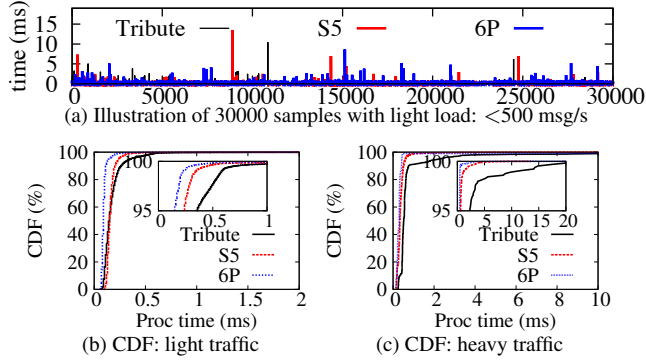 Tribute S5 6P
time (ms)
15
10
5
0
0 5000 10000 15000 20000 25000 30000
(a) Illustration of 30000 samples with light load: <500 msg/s
CDF (%)
100
80
60
40
20
0
100
95
0 0.5 1
Tribute
S5
6P
0 0.5 1 1.5 2
Proc time (ms)
(b) CDF: light traffic
CDF (%)
100
80
60
40
20
0
100
95
0 5 10 15 20
Tribute
S5
6P
0 2 4 6 8 10
Proc time (ms)
(c) CDF: heavy traffic